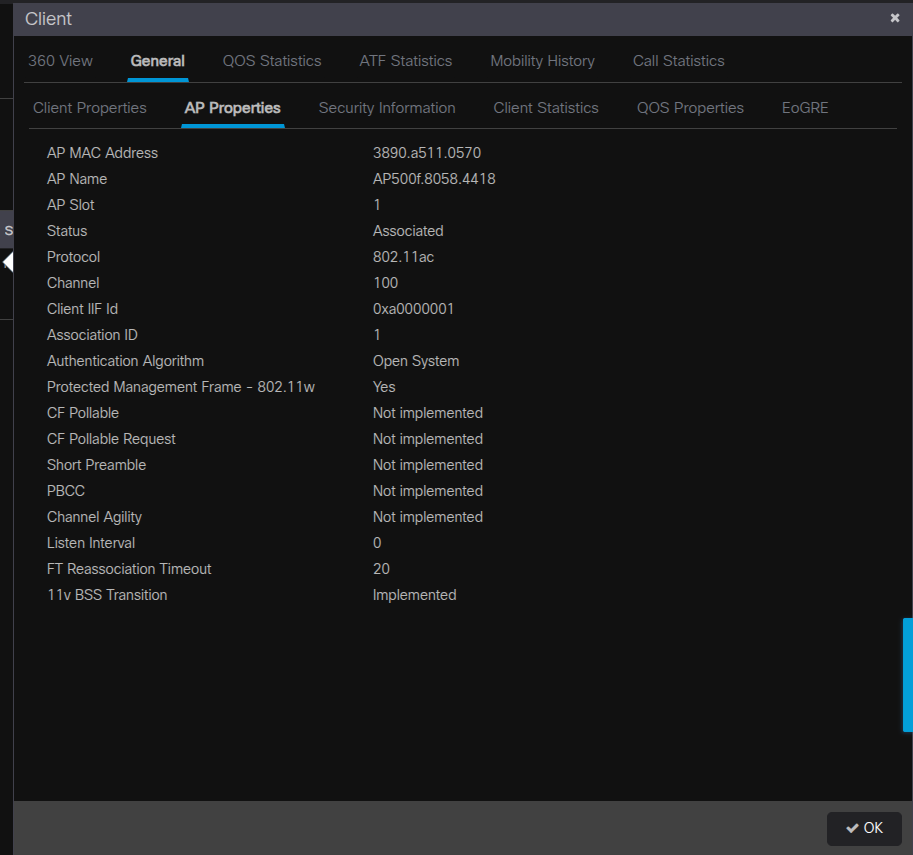 Client
360 View General QOS Statistics ATF Statistics Mobility History Call Statistics
Client Properties AP Properties Security Information Client Statistics QOS Properties EoGRE
AP MAC Address 3890.a511.0570
AP Name AP500f.8058.4418
AP Slot 1
S
Status Associated
Protocol 802.11ac
Channel 100
Client IIF Id 0xa0000001
Association ID 1
Authentication Algorithm Open System
Protected Management Frame - 802.11w Yes
CF Pollable Not implemented
CF Pollable Request Not implemented
Short Preamble Not implemented
PBCC Not implemented
Channel Agility Not implemented
Listen Interval 0
FT Reassociation Timeout 20
11v BSS Transition Implemented
OK